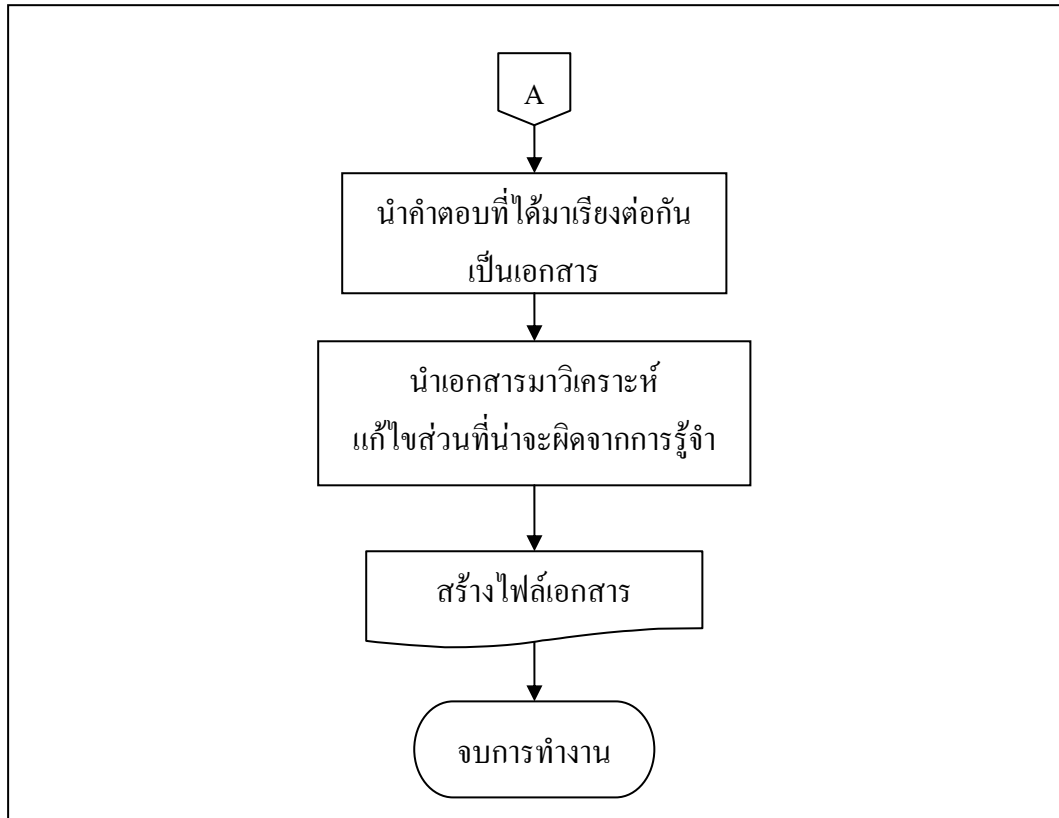 A
นำคำตอบที่ได้มาเรียงต่อกัน
เป็นเอกสาร
นำเอกสารมาวิเคราะห์
แก้ไขส่วนที่น่าจะผิดจากการรู้จำ
สร้างไฟล์เอกสาร
จบการทำงาน